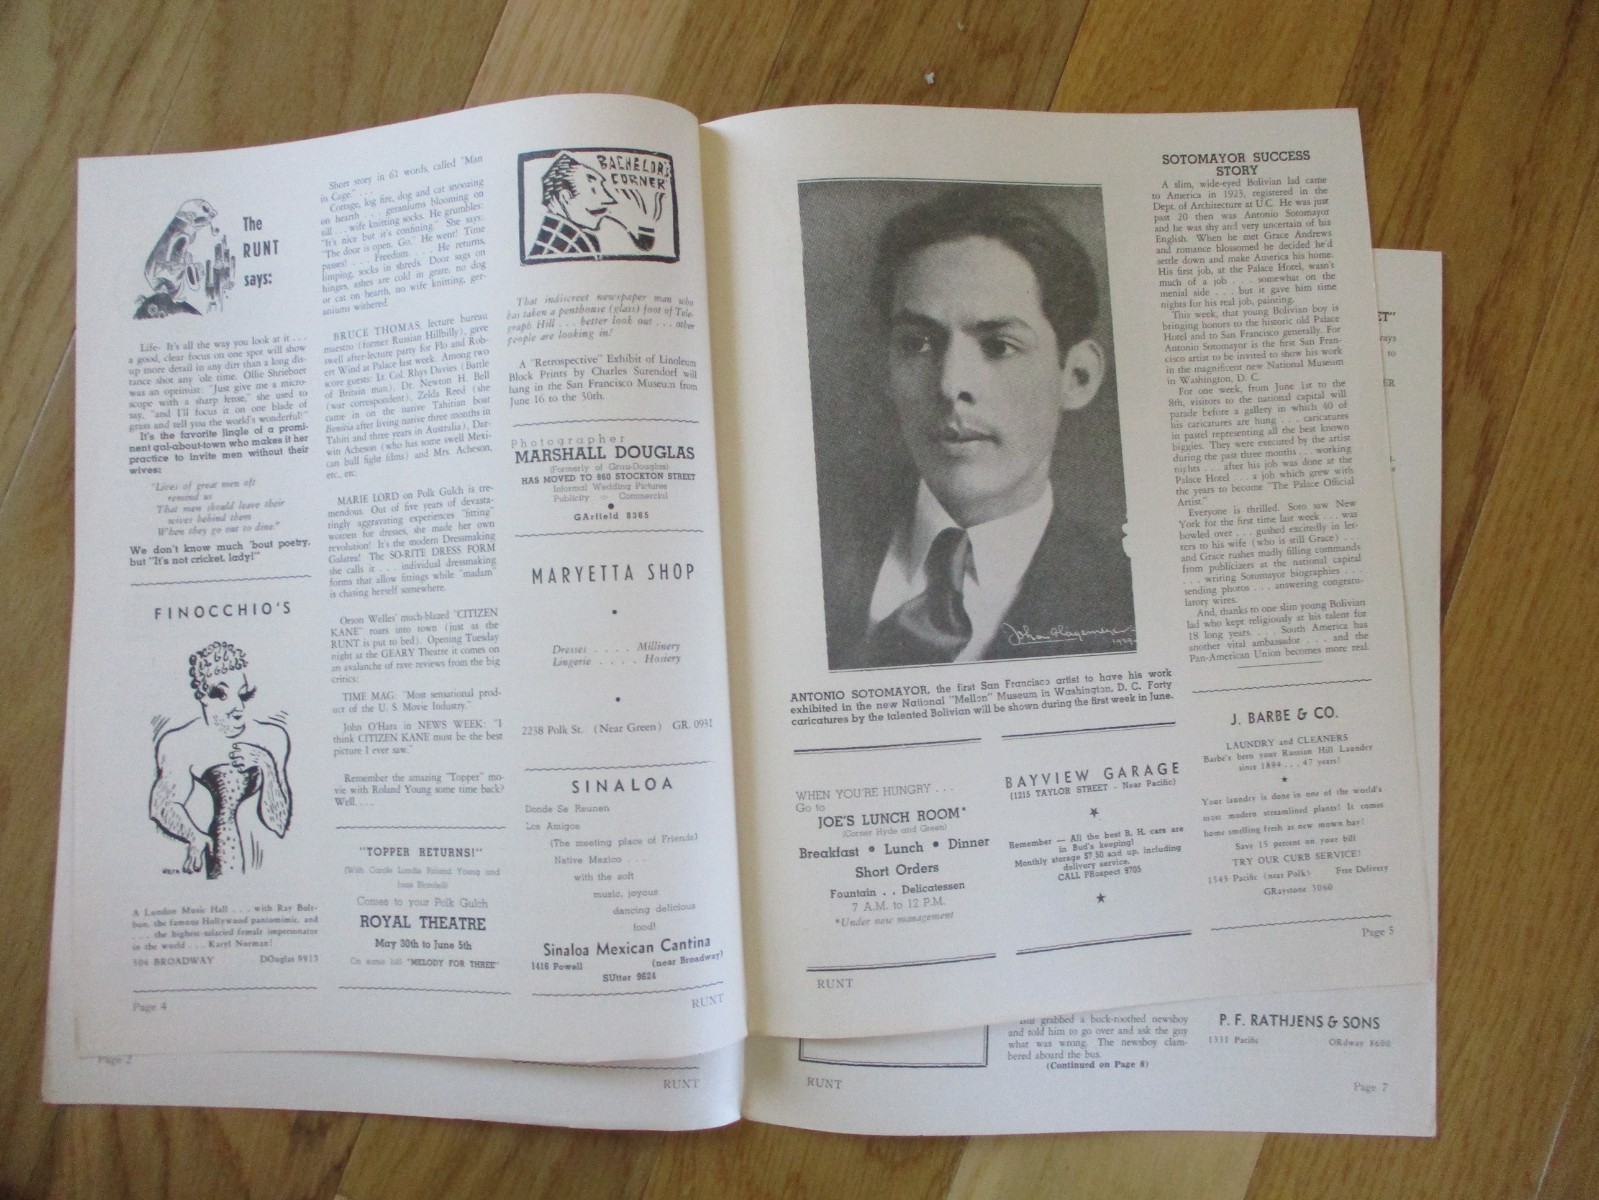 The
RUNT
says:
Life- It's all the way you look at it . . .
a good, clear focus on one spot will show
up more detail in any dirt than a long dis-
tance shot any 'ole time. Ollie Shriebner
was an optimist: "Just give me a micro-
scope with a sharp lense," she used to
say, "and I'll focus it on one blade of
grass and tell you the world's wonderful!"
It's the favorite jingle of a promi-
nent gal-about-town who makes it her
practice to invite men without their
wives:
"Lives of great men oft
remind us
That men should leave their
wives behind them
When they go out to dine."
We don't know much 'bout poetry,
but "It's not cricket, lady!"
FINOCCHIO'S
A London Music Hall . . . with Ray Bur-
bun, the famous Hollywood pantomimic, and
. . . the highest salaried female impersonator
in the world . . . Karyl Norman!
506 BROADWAY DOuglas 9915
Page 4
Short story in 62 words, called "Man
in Cage." . . .
Cottage, log fire, dog and cat snoozing
on hearth . . . geraniums blooming on
sill . . . wife knitting socks. He grumbles:
"It's nice but it's confining." She says:
"The door is open. Go." He went! Time
passes! . . . Freedom. . . . He returns,
limping, socks in shreds. Door sags on
hinges, ashes are cold in grate, no dog
or cat on hearth, no wife knitting, ger-
aniums withered.
BRUCE THOMAS, lecture bureau
maestro (former Russian Hillbilly), gave
swell after-lecture party for Flo and Rob-
ert Wind at Palace last week. Among two
score guests: Lt. Col. Rhys Davies (Battle
of Britain man), Dr. Newton H. Bell
(war correspondent), Zelda Reed (she
came in on the native Tahitian boat
Benina after living native three months in
Tahiti and three years in Australia), Dar-
win Acheson (who has some swell Mexi-
can bull fight films) and Mrs. Acheson,
etc., etc.
MARIE LORD on Polk Gulch is tre-
mendous. Out of five years of devasta-
tingly aggravating experiences "fitting"
women for dresses, she made her own
revolution! It's the modern Dressmaking
Galatea! The SO-RITE DRESS FORM
she calls it . . . individual dressmaking
forms that allow fittings while "madam"
is chasing herself somewhere.
Orson Welles' much-blazed "CITIZEN
KANE" roars into town (just as the
RUNT is put to bed). Opening Tuesday
night at the GEARY Theatre it comes on
an avalanche of rave reviews from the big
critics:
TIME MAG: "Most sensational prod-
uct of the U. S. Movie Industry."
John O'Hara in NEWS WEEK: "I
think CITIZEN KANE must be the best
picture I ever saw."
Remember the amazing "Topper" mo-
vie with Roland Young some time back?
Well. . . .
"TOPPER RETURNS!"
(With Carole Landis Roland Young and
Joan Blondell)
Comes to your Polk Gulch
ROYAL THEATRE
May 30th to June 5th
On same bill "MELODY FOR THREE"
BACHELOR'S
CORNER
That indiscreet newspaper man who
has taken a penthouse (glass) foot of Tele-
graph Hill . . . better look out . . . other
people are looking in!
A "Retrospective" Exhibit of Linoleum
Block Prints by Charles Surendorf will
hang in the San Francisco Museum from
June 16 to the 30th.
Photographer
MARSHALL DOUGLAS
(Formerly of Grau-Douglas)
HAS MOVED TO 860 STOCKTON STREET
Informal Wedding Pictures
Publicity - Commercial
GArfield 8365
MARYETTA SHOP
Dresses . . . . . Millinery
Lingerie . . . . . Hosiery
2238 Polk St. (Near Green) GR. 0931
SINALOA
Donde Se Reunen
Los Amigos
(The meeting place of Friends)
Native Mexico . . .
with the soft
music, joyous
dancing delicious
food!
Sinaloa Mexican Cantina
1416 Powell (near Broadway)
SUtter 9624
RUNT
Johan Hagemeyer
1929
ANTONIO SOTOMAYOR, the first San Francisco artist to have his work
exhibited in the new National "Mellon" Museum in Washington, D. C. Forty
caricatures by the talented Bolivian will be shown during the first week in June.
WHEN YOU'RE HUNGRY . . .
Go to
JOE'S LUNCH ROOM*
(Corner Hyde and Green)
Breakfast • Lunch • Dinner
Short Orders
Fountain . . Delicatessen
7 A.M. to 12 P.M.
*Under new management
RUNT
BAYVIEW GARAGE
(1215 TAYLOR STREET - Near Pacific)
Remember — All the best R. H. cars are
in Bud's keeping!
Monthly storage $7.50 and up, including
delivery service.
CALL PRospect 9705
SOTOMAYOR SUCCESS
STORY
A slim, wide-eyed Bolivian lad came
to America in 1923, registered in the
Dept. of Architecture at U.C. He was just
past 20 then was Antonio Sotomayor
and he was shy and very uncertain of his
English. When he met Grace Andrews
and romance blossomed he decided he'd
settle down and make America his home.
His first job, at the Palace Hotel, wasn't
much of a job . . . somewhat on the
menial side . . . but it gave him time
nights for his real job, painting.
This week, that young Bolivian boy is
bringing honors to the historic old Palace
Hotel and to San Francisco generally. For
Antonio Sotomayor is the first San Fran-
cisco artist to be invited to show his work
in the magnificent new National Museum
in Washington, D. C.
For one week, from June 1st to the
8th, visitors to the national capital will
parade before a gallery in which 40 of
his caricatures are hung . . . caricatures
in pastel representing all the best known
biggies. They were executed by the artist
during the past three months . . . working
nights . . . after his job was done at the
Palace Hotel . . . a job which grew with
the years to become "The Palace Official
Artist."
Everyone is thrilled. Soto saw New
York for the first time last week . . . was
bowled over . . . gushed excitedly in let-
ters to his wife (who is still Grace) . . .
and Grace rushes madly filling commands
from publicizers at the national capital
. . . writing Sotomayor biographies . . .
sending photos . . . answering congratu-
latory wires.
And, thanks to one slim young Bolivian
lad who kept religiously at his talent for
18 long years. . . . South America has
another vital ambassador . . . and the
Pan-American Union becomes more real.
J. BARBE & CO.
LAUNDRY and CLEANERS
Barbe's been your Russian Hill Laundry
since 1894 . . . 47 years!
Your laundry is done in one of the world's
most modern streamlined plants! It comes
home smelling fresh as new mown hay!
Save 15 percent on your bill
TRY OUR CURB SERVICE!
1545 Pacific (near Polk) Free Delivery
GRaystone 3060
Page 5
Page 2
RUNT
RUNT
But grabbed a buck-toothed newsboy
and told him to go over and ask the guy
what was wrong. The newsboy clam-
bered aboard the bus.
(Continued on Page 8)
P. F. RATHJENS & SONS
1331 Pacific ORdway 8600
Page 7